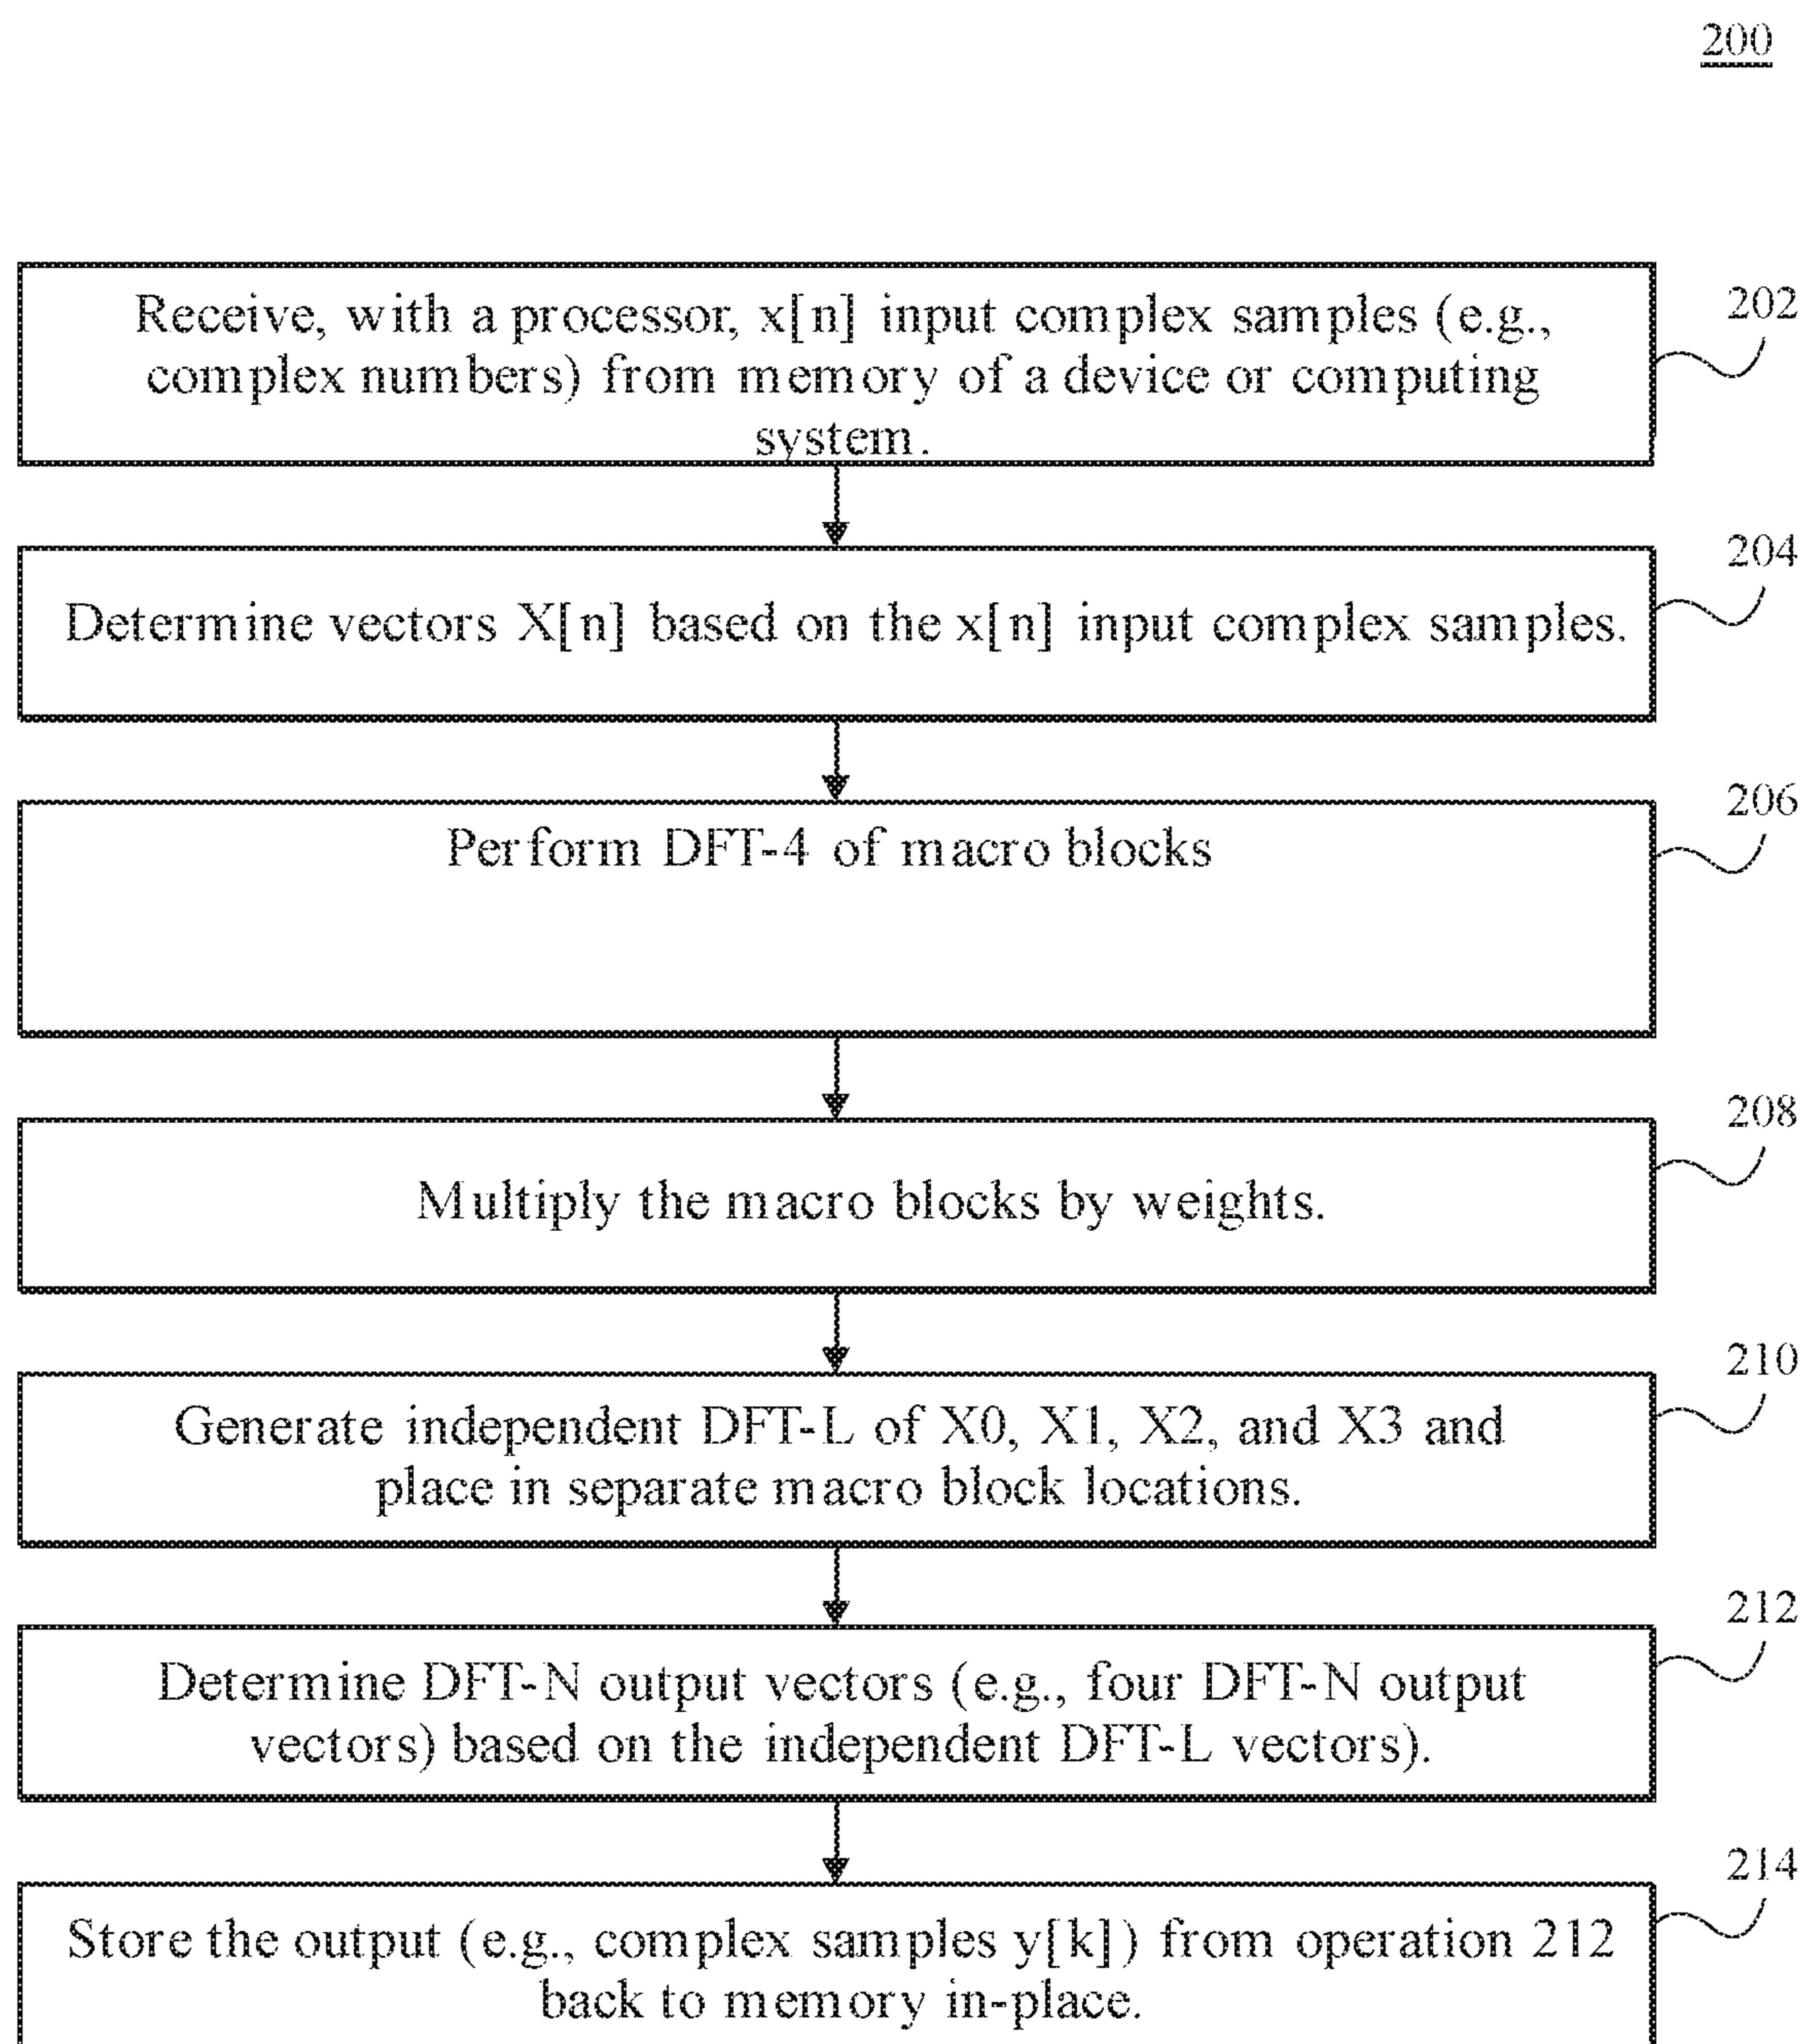 200
Receive, with a processor, x[n] input complex samples (e.g.,
complex numbers) from memory of a device or computing
system.
202
Determine vectors X[n] based on the x[n] input complex samples.
204
Perform DFT-4 of macro blocks
206
Multiply the macro blocks by weights.
208
Generate independent DFT-L of X0, X1, X2, and X3 and
place in separate macro block locations.
210
Determine DFT-N output vectors (e.g., four DFT-N output
vectors) based on the independent DFT-L vectors).
212
Store the output (e.g., complex samples y[k]) from operation 212
back to memory in-place.
214